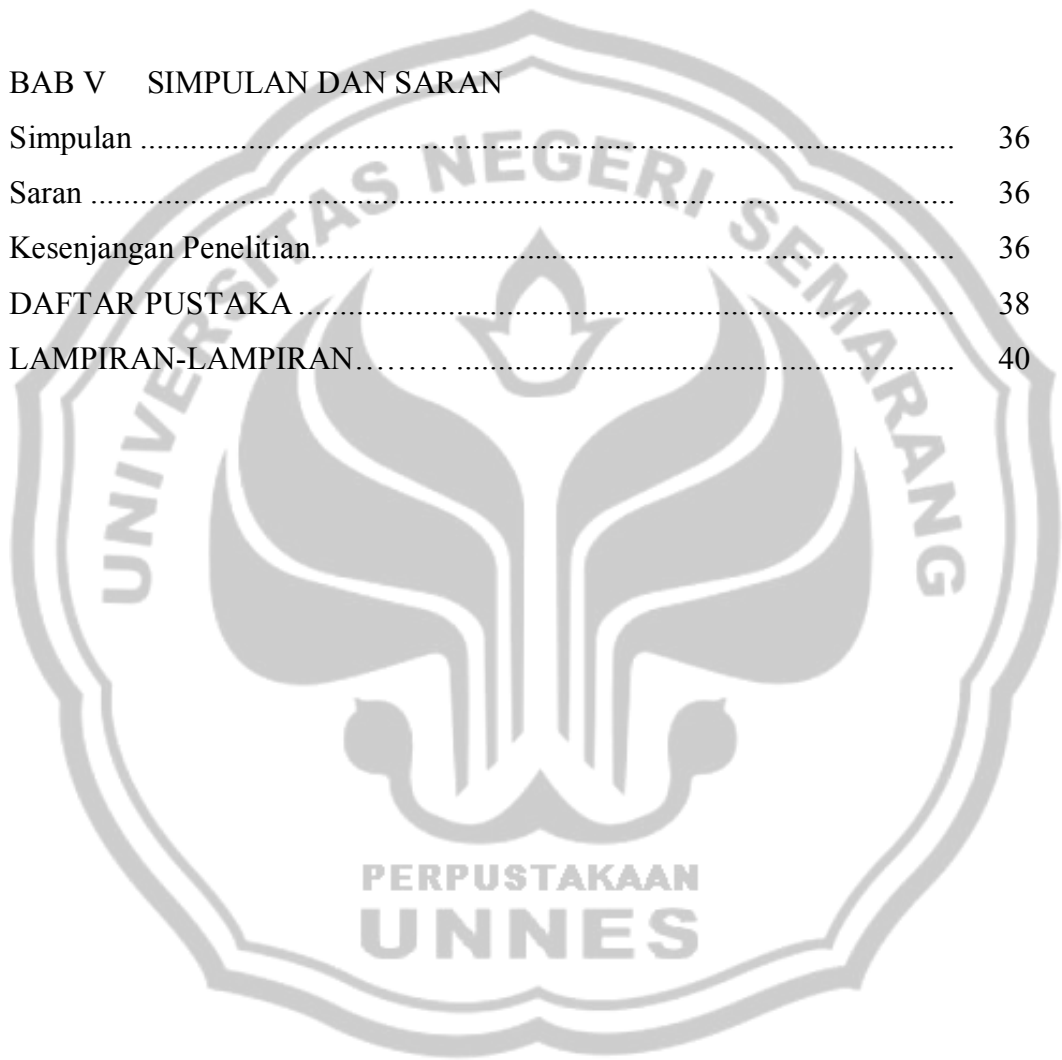 BAB V SIMPULAN DAN SARAN
Simpulan ........................................................................................ 36
Saran ............................................................................................. 36
Kesenjangan Penelitian................................................................... 36
DAFTAR PUSTAKA ........................................................................ 38
LAMPIRAN-LAMPIRAN……… ........................................................ 40
UNIVERSITAS NEGERI SEMARANG
PERPUSTAKAAN
UNNES